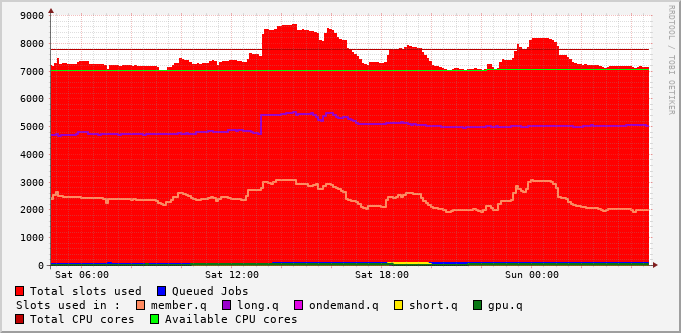 RRDTOOL / TOBI OETIKER
9000
8000
7000
6000
5000
4000
3000
2000
1000
0
Sat 06:00 Sat 12:00 Sat 18:00 Sun 00:00
Total slots used Queued Jobs
Slots used in : member.q long.q ondemand.q short.q gpu.q
Total CPU cores Available CPU cores